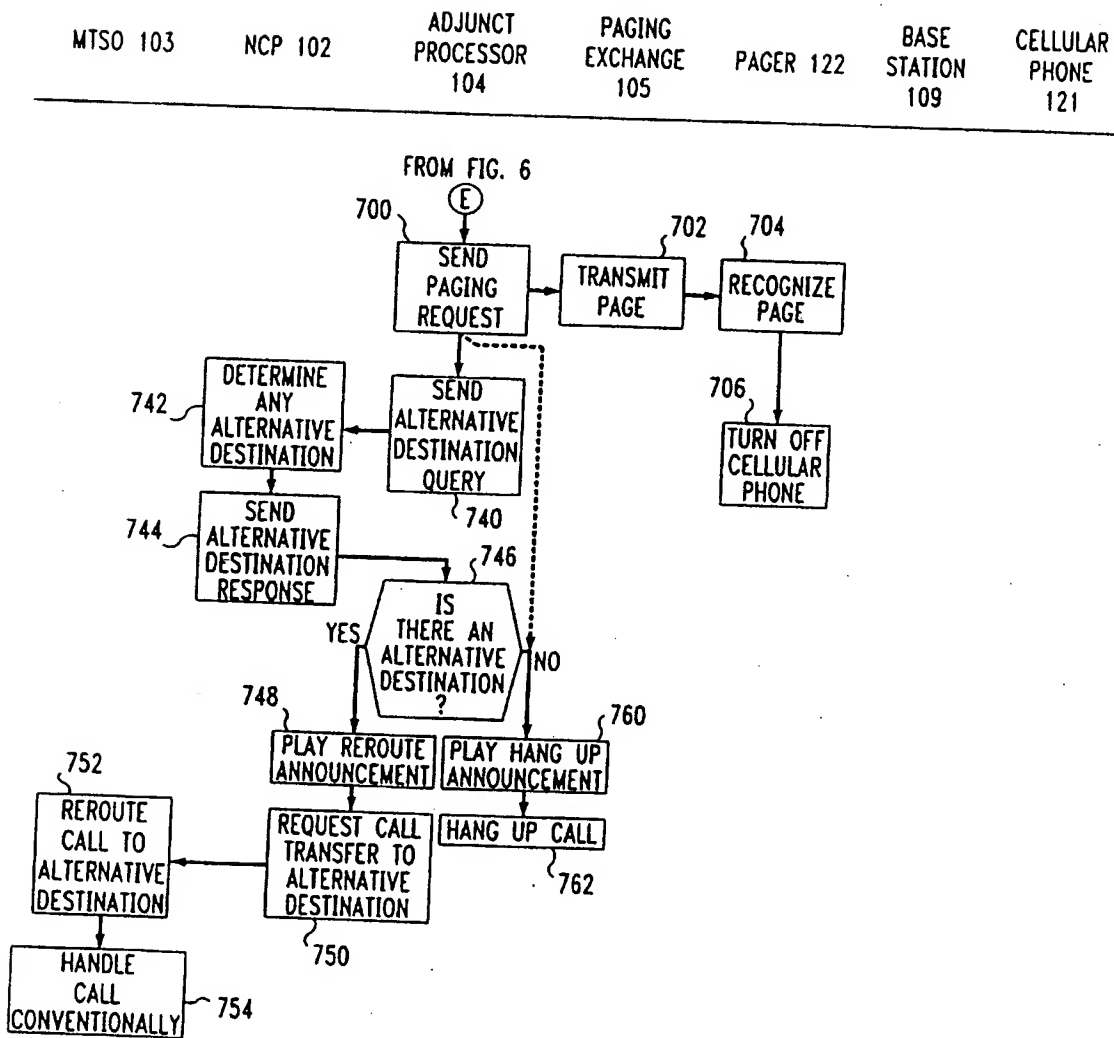 MTSO 103
NCP 102
ADJUNCT
PROCESSOR
104
PAGING
EXCHANGE
105
PAGER 122
BASE
STATION
109
CELLULAR
PHONE
121
FROM FIG. 6
E
700
SEND
PAGING
REQUEST
702
TRANSMIT
PAGE
704
RECOGNIZE
PAGE
706
TURN OFF
CELLULAR
PHONE
742
DETERMINE
ANY
ALTERNATIVE
DESTINATION
SEND
ALTERNATIVE
DESTINATION
QUERY
740
744
SEND
ALTERNATIVE
DESTINATION
RESPONSE
746
IS
THERE AN
ALTERNATIVE
DESTINATION
?
YES
NO
748
PLAY REROUTE
ANNOUNCEMENT
760
PLAY HANG UP
ANNOUNCEMENT
752
REROUTE
CALL TO
ALTERNATIVE
DESTINATION
REQUEST CALL
TRANSFER TO
ALTERNATIVE
DESTINATION
750
HANG UP CALL
762
HANDLE
CALL
CONVENTIONALLY
754